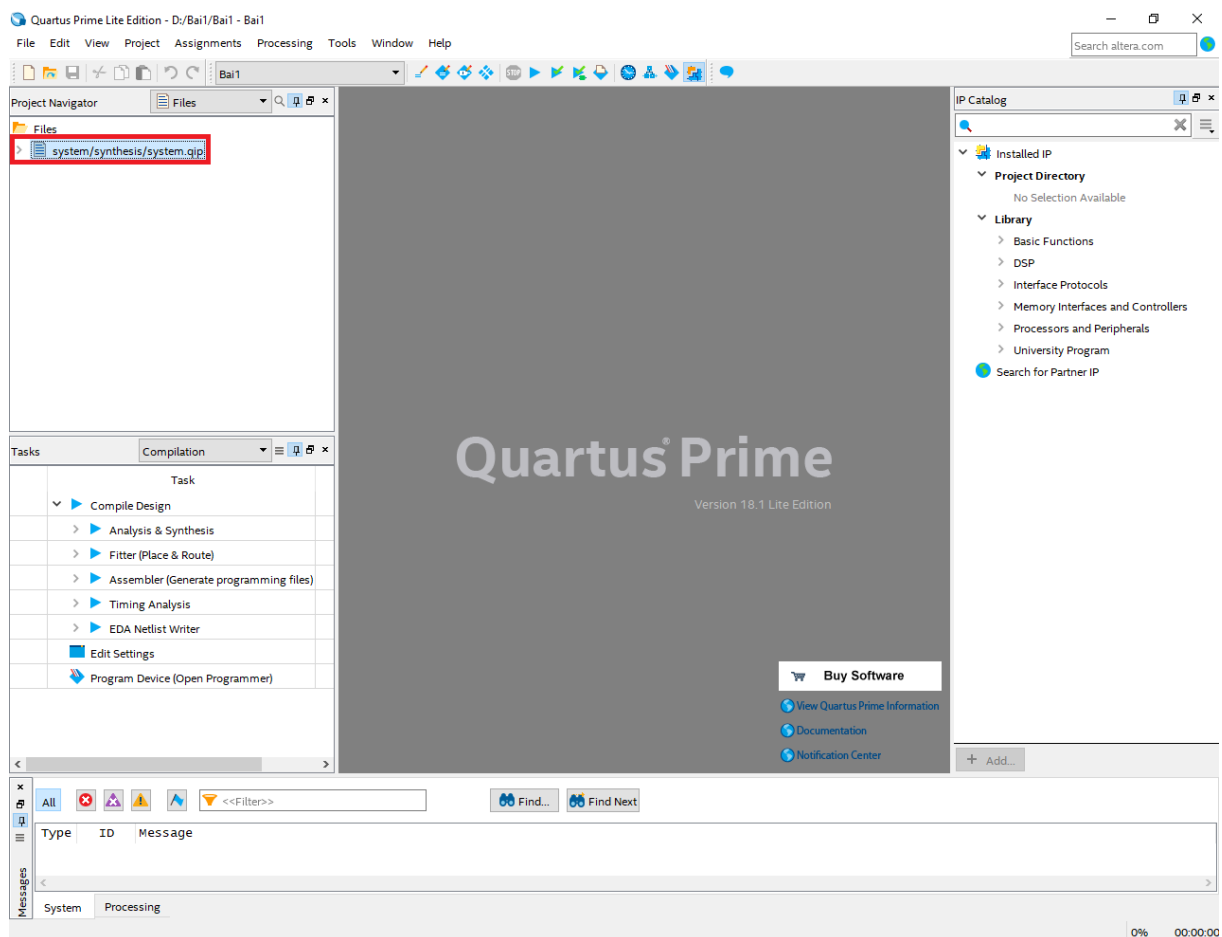 Quartus Prime Lite Edition - D:/Bai1/Bai1 - Bai1
File Edit View Project Assignments Processing Tools Window Help
Search altera.com
Bai1
Project Navigator
Files
Files
system/synthesis/system.qip
Tasks
Compilation
Task
Compile Design
Analysis & Synthesis
Fitter (Place & Route)
Assembler (Generate programming files)
Timing Analysis
EDA Netlist Writer
Edit Settings
Program Device (Open Programmer)
Quartus® Prime
Version 18.1 Lite Edition
Buy Software
View Quartus Prime Information
Documentation
Notification Center
IP Catalog
Installed IP
Project Directory
No Selection Available
Library
Basic Functions
DSP
Interface Protocols
Memory Interfaces and Controllers
Processors and Peripherals
University Program
Search for Partner IP
+ Add...
Messages
All
<<Filter>>
Find...
Find Next
Type ID Message
System Processing
0% 00:00:00